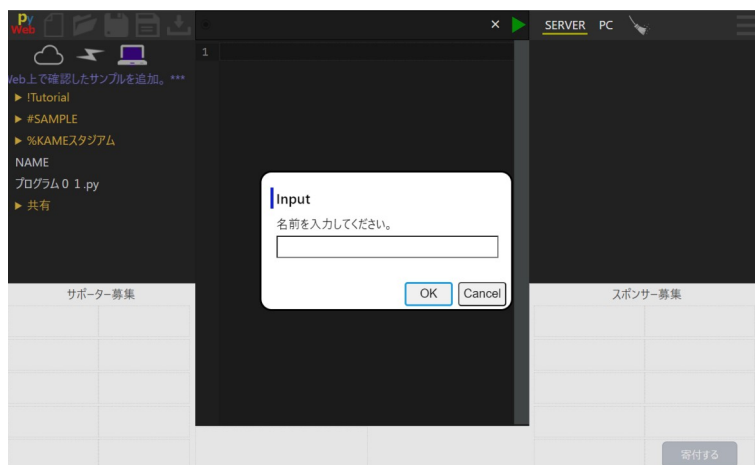 Py
Web
× SERVER PC
1
Web上で確認したサンプルを追加。***
▶ !Tutorial
▶ #SAMPLE
▶ %KAMEスタジアム
NAME
プログラム０１.py
▶ 共有
Input
名前を入力してください。
OK Cancel
サポーター募集
スポンサー募集
寄付する